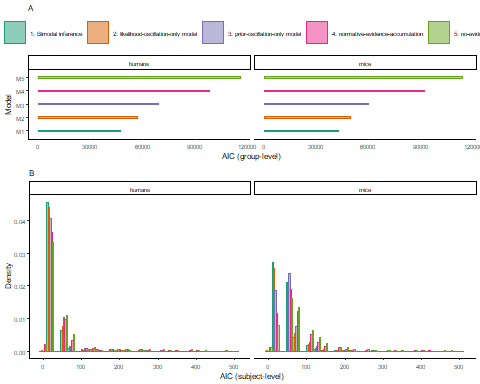 A
1. Bimodal inference 2. likelihood-oscillation-only model 3. prior-oscillation-only model 4. normative-evidence-accumulation 5. no-evid
humans mice
Model
M5
M4
M3
M2
M1
0 30000 60000 90000 120000 0 30000 60000 90000 120000
AIC (group-level)
B
humans mice
Density
0.04
0.03
0.02
0.01
0.00
0 100 200 300 400 500 0 100 200 300 400 500
AIC (subject-level)